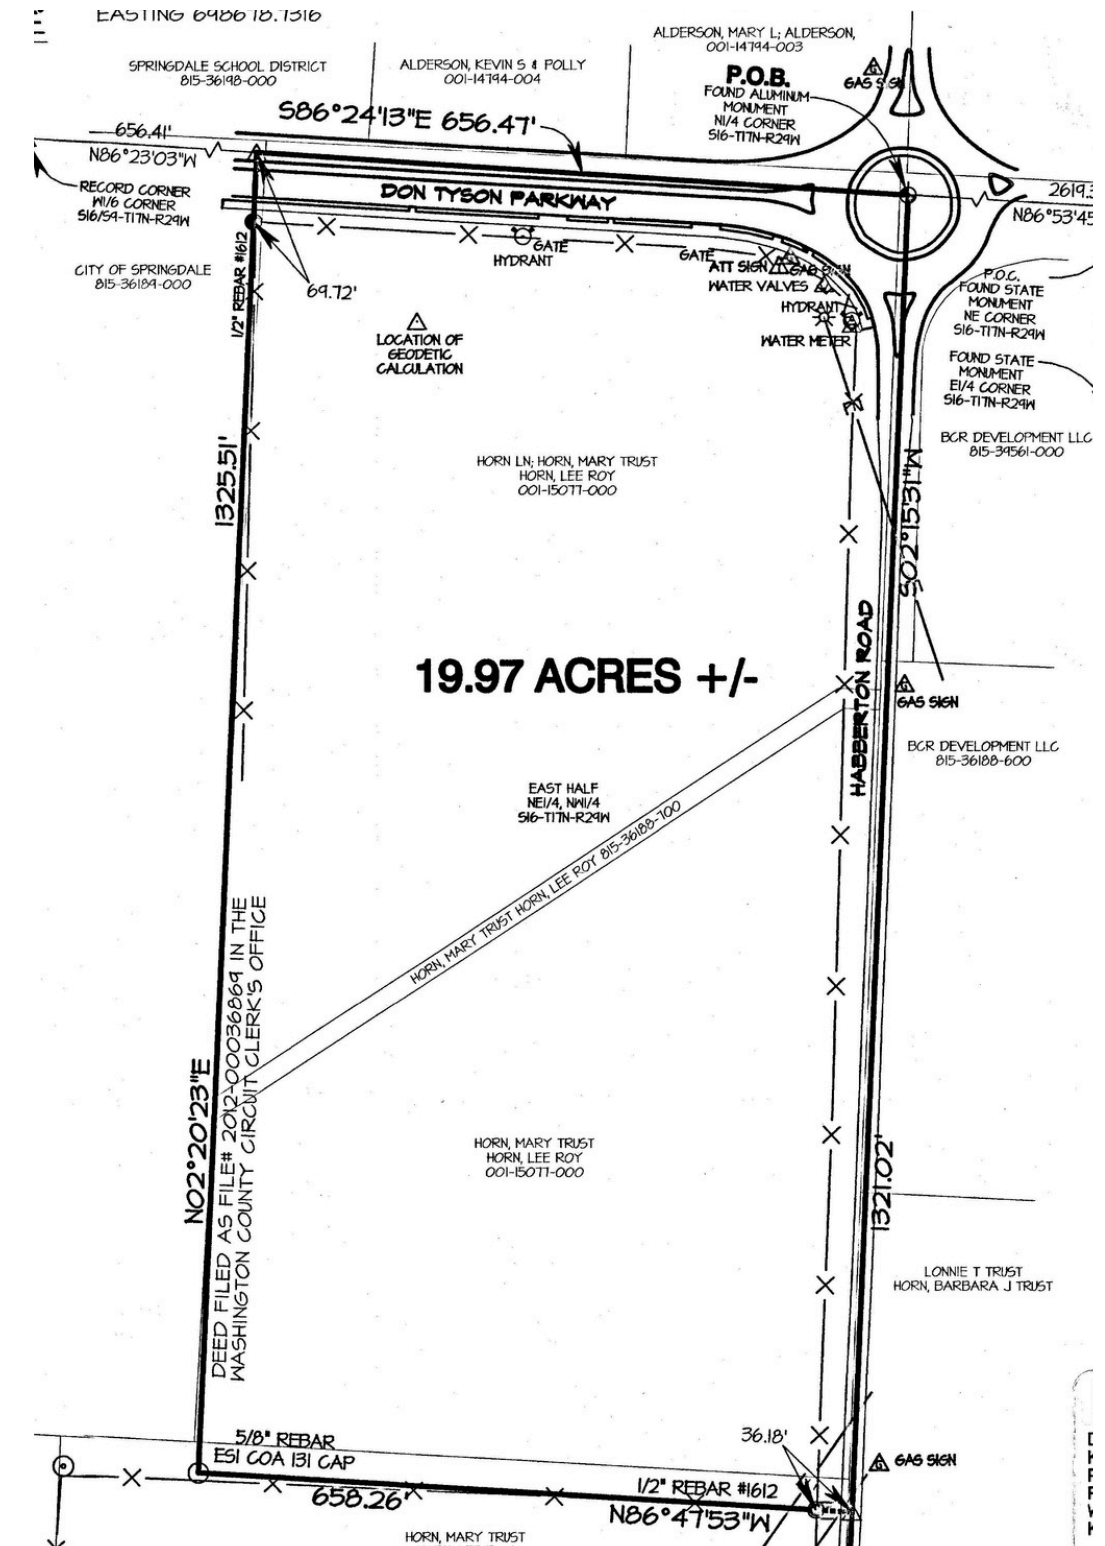 EASTING 698678.7316
SPRINGDALE SCHOOL DISTRICT
815-36198-000
ALDERSON, KEVIN S & POLLY
001-14794-004
ALDERSON, MARY L; ALDERSON,
001-14794-003
P.O.B.
FOUND ALUMINUM
MONUMENT
N1/4 CORNER
S16-T17N-R29W
GAS SIGN
S86°24'13"E 656.47'
656.41'
N86°23'03"W
RECORD CORNER
W1/6 CORNER
S16/S9-T17N-R29W
DON TYSON PARKWAY
2619.3
N86°53'45
CITY OF SPRINGDALE
815-36189-000
1/2" REBAR #1612
69.72'
HYDRANT
GATE
GATE
ATT SIGN
GAS SIGN
WATER VALVES
HYDRANT
WATER METER
P.O.C.
FOUND STATE
MONUMENT
NE CORNER
S16-T17N-R29W
FOUND STATE
MONUMENT
E1/4 CORNER
S16-T17N-R29W
LOCATION OF
GEODETIC
CALCULATION
BCR DEVELOPMENT LLC
815-39561-000
1325.51'
HORN LN; HORN, MARY TRUST
HORN, LEE ROY
001-15077-000
S02°15'31"W
19.97 ACRES +/-
HABBERTON ROAD
GAS SIGN
BCR DEVELOPMENT LLC
815-36188-600
EAST HALF
NE1/4, NW1/4
S16-T17N-R29W
HORN, MARY TRUST HORN, LEE ROY 815-36188-700
DEED FILED AS FILE# 2012-00036869 IN THE
WASHINGTON COUNTY CIRCUIT CLERK'S OFFICE
N02°20'23"E
HORN, MARY TRUST
HORN, LEE ROY
001-15077-000
1321.02'
LONNIE T TRUST
HORN, BARBARA J TRUST
5/8" REBAR
ESI COA 131 CAP
36.18'
GAS SIGN
658.26'
1/2" REBAR #1612
N86°47'53"W
HORN, MARY TRUST